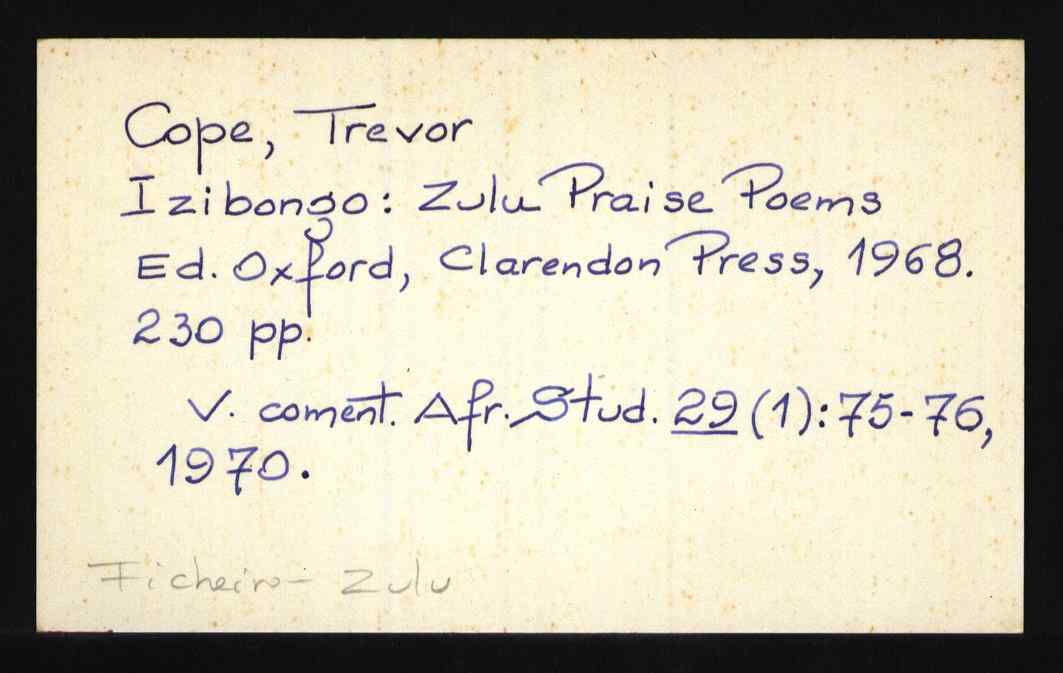 Cope, Trevor
Izibongo: Zulu Praise Poems
Ed. Oxford, Clarendon Press, 1968.
230 pp.
V. coment. Afr. Stud. 29 (1): 75-76,
1970.
Ficheiro - Zulu